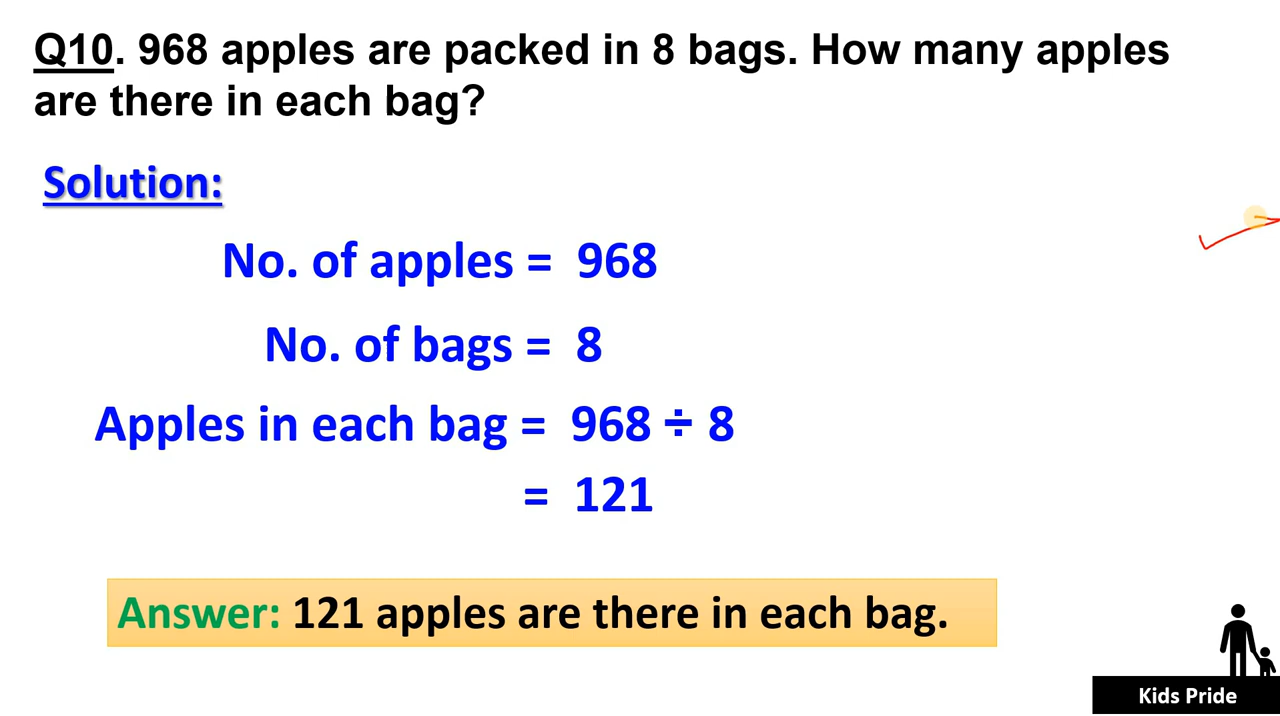 Q10. 968 apples are packed in 8 bags. How many apples
are there in each bag?
Solution:
No. of apples = 968
No. of bags = 8
Apples in each bag = 968 ÷ 8
= 121
Answer: 121 apples are there in each bag.
Kids Pride